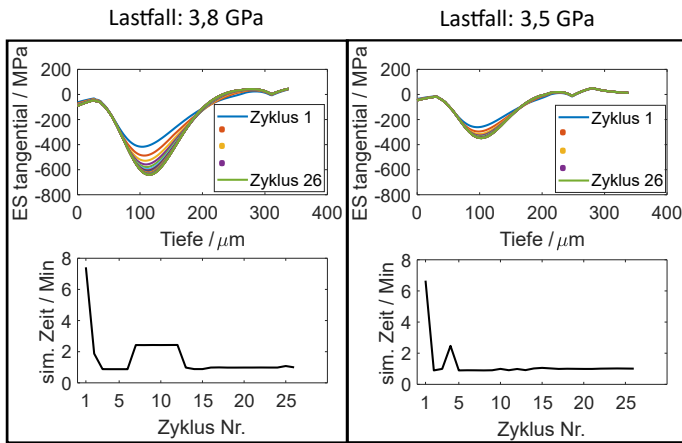 Lastfall: 3,8 GPa
ES tangential / MPa
200
0
-200
-400
-600
-800
Zyklus 1
Zyklus 26
0 100 200 300 400
Tiefe / μm
sim. Zeit / Min
8
6
4
2
0
1 5 10 15 20 25
Zyklus Nr.
Lastfall: 3,5 GPa
ES tangential / MPa
200
0
-200
-400
-600
-800
Zyklus 1
Zyklus 26
0 100 200 300 400
Tiefe / μm
sim. Zeit / Min
8
6
4
2
0
1 5 10 15 20 25
Zyklus Nr.